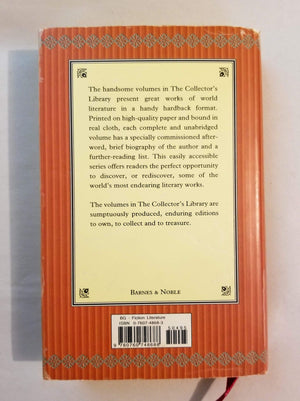 The handsome volumes in The Collector's
Library present great works of world
literature in a handy hardback format.
Printed on high-quality paper and bound in
real cloth, each complete and unabridged
volume has a specially commissioned after-
word, brief biography of the author and a
further-reading list. This easily accessible
series offers readers the perfect opportunity
to discover, or rediscover, some of the
world's most endearing literary works.
The volumes in The Collector's Library are
sumptuously produced, enduring editions
to own, to collect and to treasure.
BARNES & NOBLE
BG - Fiction Literature
ISBN: 0-7607-4868-3
50495
9 780760 748688